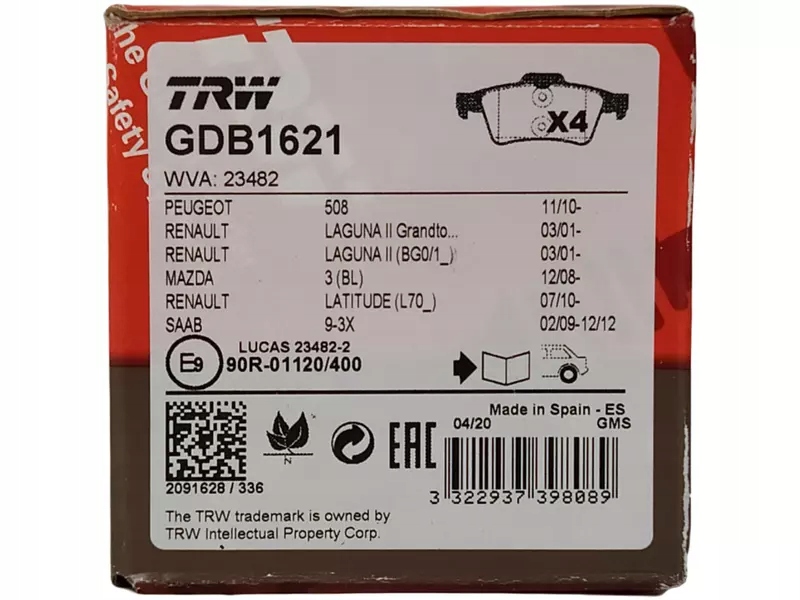 the C
Safety
TRW
X4
GDB1621
WVA: 23482
PEUGEOT 508 11/10-
RENAULT LAGUNA II Grandto... 03/01-
RENAULT LAGUNA II (BG0/1_) 03/01-
MAZDA 3 (BL) 12/08-
RENAULT LATITUDE (L70_) 07/10-
SAAB 9-3X 02/09-12/12
E9 LUCAS 23482-2
90R-01120/400
Made in Spain - ES
04/20 GMS
N
EAC
2091628 / 336
3 322937 398089
The TRW trademark is owned by
TRW Intellectual Property Corp.